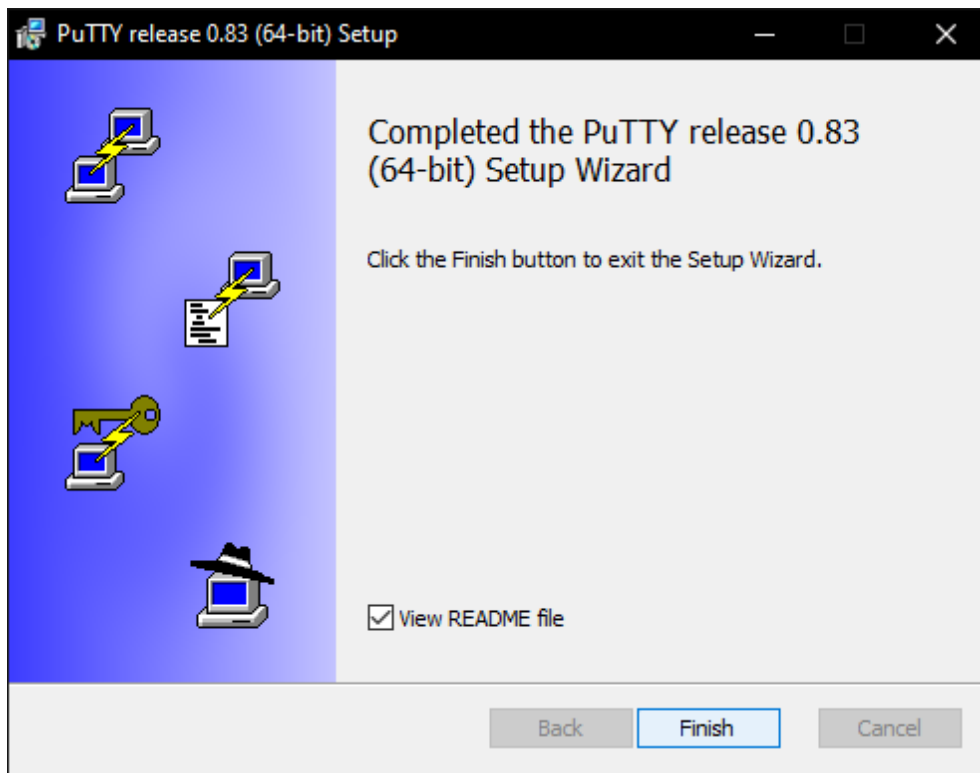 PuTTY release 0.83 (64-bit) Setup
Completed the PuTTY release 0.83
(64-bit) Setup Wizard
Click the Finish button to exit the Setup Wizard.
View README file
Back
Finish
Cancel